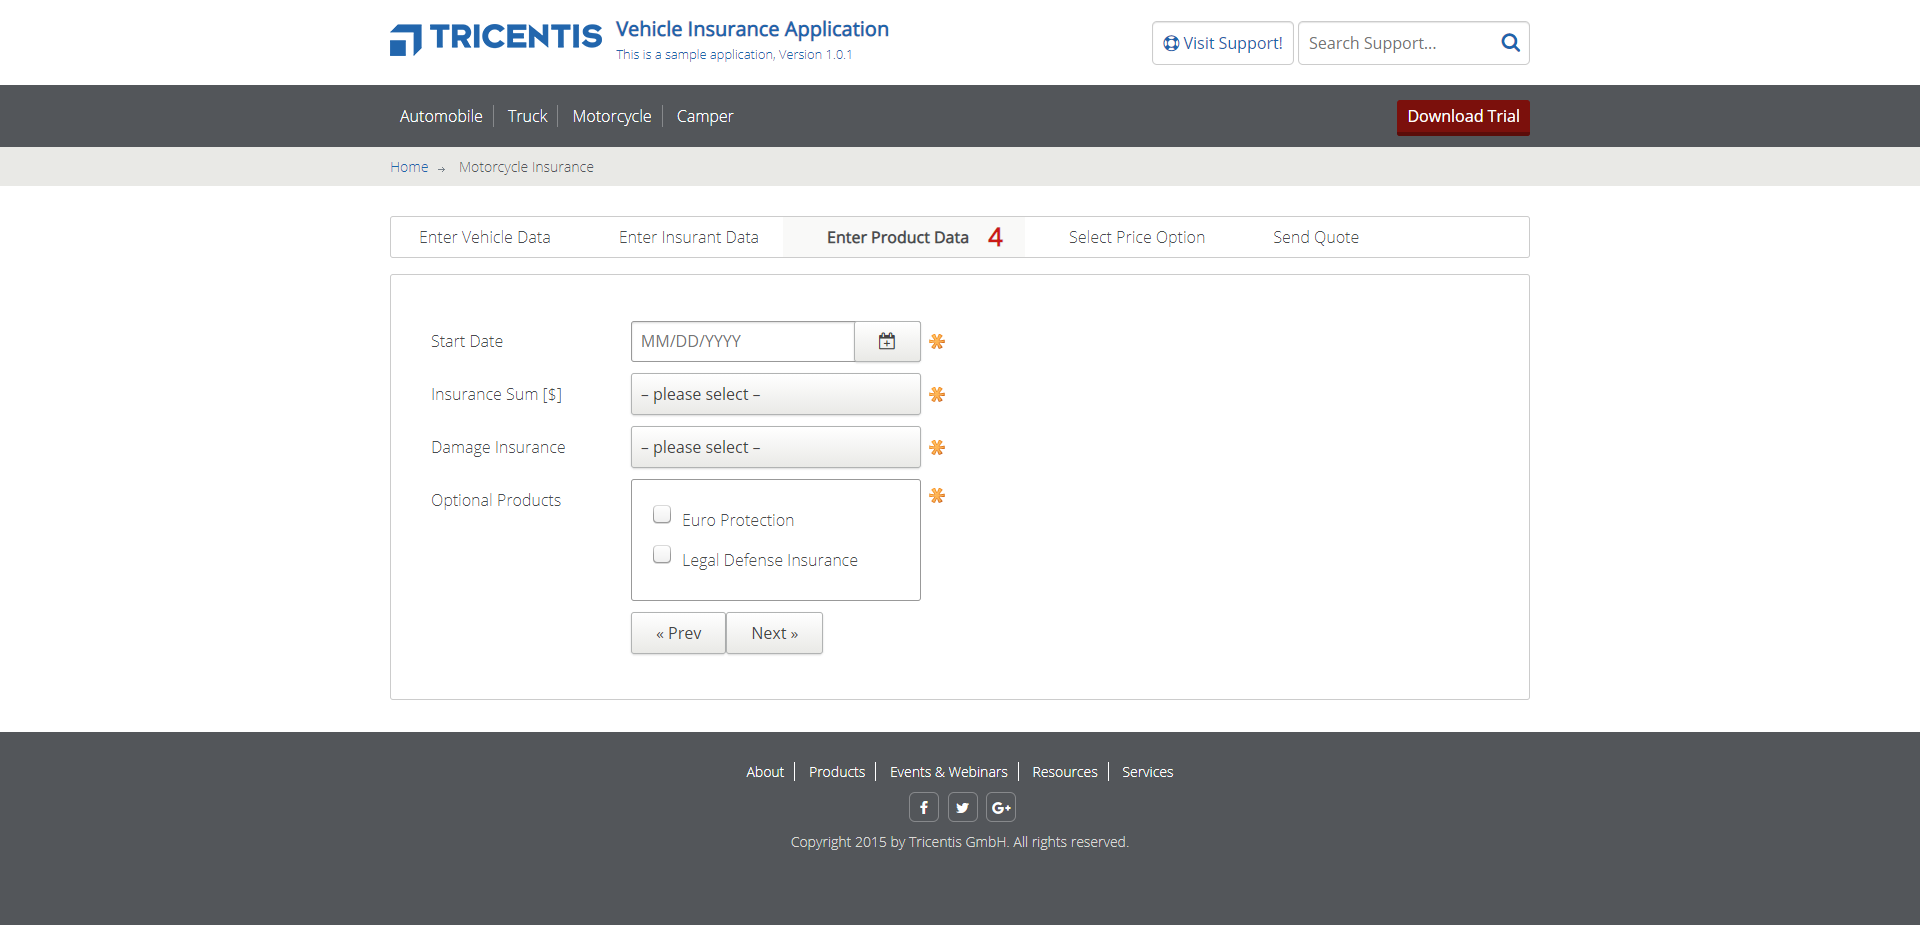 TRICENTIS
Vehicle Insurance Application
This is a sample application, Version 1.0.1
Visit Support!
Search Support...
Automobile
Truck
Motorcycle
Camper
Download Trial
Home → Motorcycle Insurance
Enter Vehicle Data
Enter Insurant Data
Enter Product Data 4
Select Price Option
Send Quote
Start Date
MM/DD/YYYY
Insurance Sum [$]
– please select –
Damage Insurance
– please select –
Optional Products
Euro Protection
Legal Defense Insurance
« Prev
Next »
About
Products
Events & Webinars
Resources
Services
Copyright 2015 by Tricentis GmbH. All rights reserved.